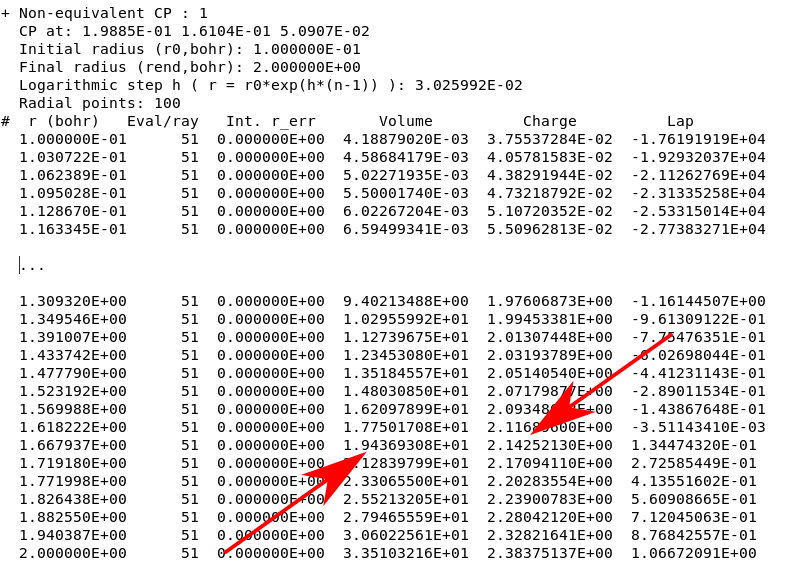 + Non-equivalent CP : 1
CP at: 1.9885E-01 1.6104E-01 5.0907E-02
Initial radius (r0,bohr): 1.000000E-01
Final radius (rend,bohr): 2.000000E+00
Logarithmic step h ( r = r0*exp(h*(n-1)) ): 3.025992E-02
Radial points: 100
# r (bohr) Eval/ray Int. r_err Volume Charge Lap
1.000000E-01 51 0.000000E+00 4.18879020E-03 3.75537284E-02 -1.76191919E+04
1.030722E-01 51 0.000000E+00 4.58684179E-03 4.05781583E-02 -1.92932037E+04
1.062389E-01 51 0.000000E+00 5.02271935E-03 4.38291944E-02 -2.11262769E+04
1.095028E-01 51 0.000000E+00 5.50001740E-03 4.73218792E-02 -2.31335258E+04
1.128670E-01 51 0.000000E+00 6.02267204E-03 5.10720352E-02 -2.53315014E+04
1.163345E-01 51 0.000000E+00 6.59499341E-03 5.50962813E-02 -2.77383271E+04
...
1.309320E+00 51 0.000000E+00 9.40213488E+00 1.97606873E+00 -1.16144507E+00
1.349546E+00 51 0.000000E+00 1.02955992E+01 1.99453381E+00 -9.61309122E-01
1.391007E+00 51 0.000000E+00 1.12739675E+01 2.01307448E+00 -7.75476351E-01
1.433742E+00 51 0.000000E+00 1.23453080E+01 2.03193789E+00 -6.02698044E-01
1.477790E+00 51 0.000000E+00 1.35184557E+01 2.05140540E+00 -4.41231143E-01
1.523192E+00 51 0.000000E+00 1.48030850E+01 2.07179877E+00 -2.89011534E-01
1.569988E+00 51 0.000000E+00 1.62097899E+01 -1.43867648E-01
1.618222E+00 51 0.000000E+00 1.77501708E+01 -3.51143410E-03
1.667937E+00 51 0.000000E+00 1.94369308E+01 2.14252130E+00 1.34474320E-01
1.719180E+00 51 0.000000E+00 2.12839799E+01 2.17094110E+00 2.72585449E-01
1.771998E+00 51 0.000000E+00 2.33065500E+01 2.20283554E+00 4.13551602E-01
1.826438E+00 51 0.000000E+00 2.55213205E+01 2.23900783E+00 5.60908665E-01
1.882550E+00 51 0.000000E+00 2.79465559E+01 2.28042120E+00 7.12045063E-01
1.940387E+00 51 0.000000E+00 3.06022561E+01 2.32821641E+00 8.76842557E-01
2.000000E+00 51 0.000000E+00 3.35103216E+01 2.38375137E+00 1.06672091E+00